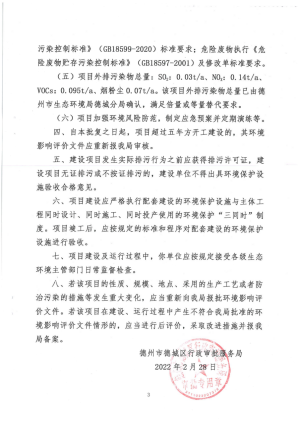 污染控制标准》（GB18599-2020）标准要求；危险废物执行《危
险废物贮存污染控制标准》（GB18597-2001）及修改单标准要求。
（五）项目外排污染物总量：SO₂：0.03t/a、NOₓ：0.14t/a、
VOCs：0.095t/a、烟粉尘 0.07t/a。该项目外排污染物总量已由德
州市生态环境局德城分局确认，满足倍量或等量替代要求。
（六）项目加强环境风险防范。制定应急预案并定期演练等。
四、自本批复之日起，项目超过五年方开工建设的，其环境
影响评价文件应重新报我局审核。
五、建设项目发生实际排污行为之前应获得排污许可证，建设
项目无证排污或不按证排污的，建设单位不得出具环境保护设
施验收合格意见。
六、项目建设应严格执行配套建设的环境保护设施与主体工
程同时设计、同时施工、同时投产使用的环境保护“三同时”制
度。项目竣工后，应按规定的标准和程序对配套建设的环境保护
设施进行验收。
七、项目建设及运行过程中，你单位应按规定接受各级生态
环境主管部门日常监督检查。
八、若该项目的性质、规模、地点、采用的生产工艺或者防
治污染的措施等发生重大变化，应当重新向我局报批环境影响评
价文件。若该项目在建设、运行过程中产生不符合我局批准的环
境影响评价文件情形的，应当进行后评价，采取改进措施并报我
局备案。
德州市德城区行政审批服务局
2022 年 2 月 28 日
3